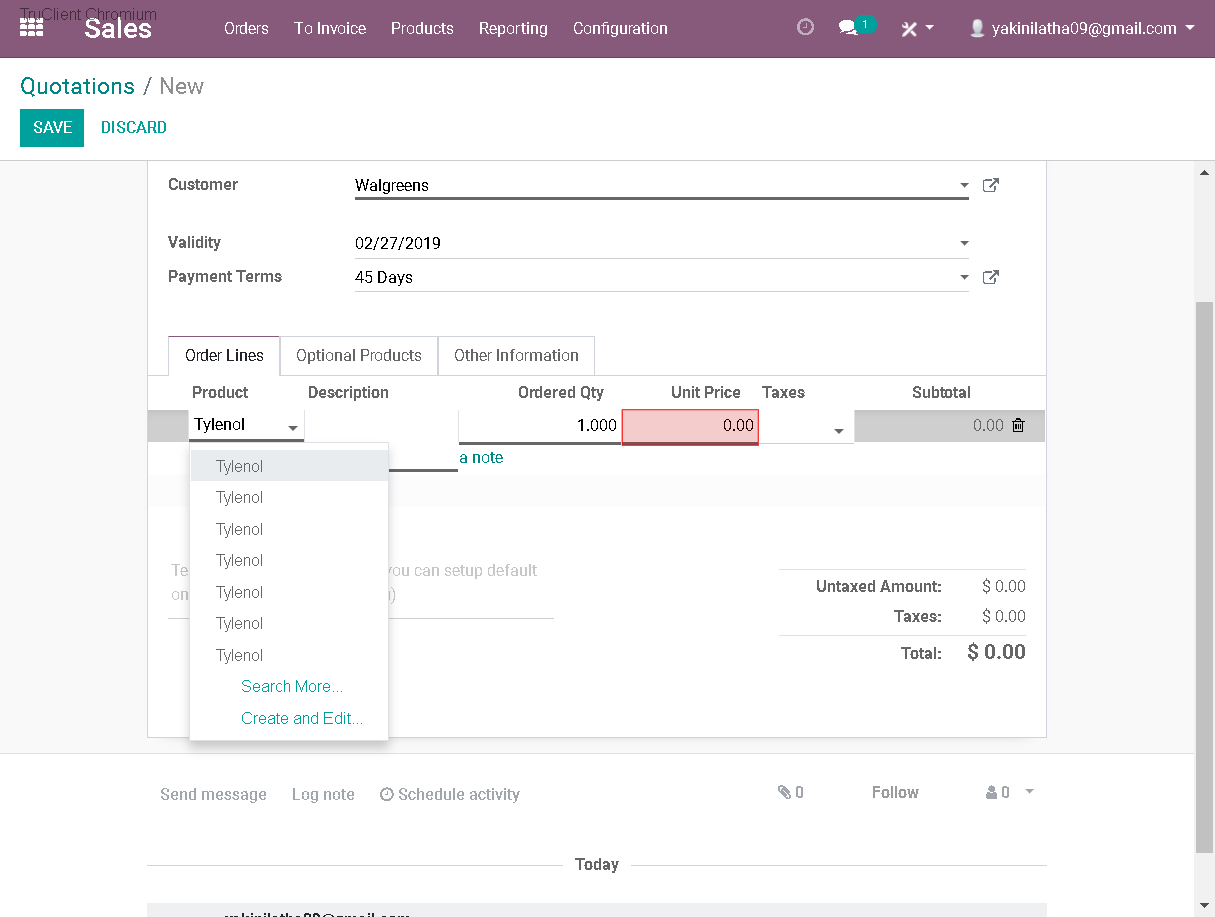 TruClient Chromium
Sales Orders To Invoice Products Reporting Configuration 1 yakinilatha09@gmail.com
Quotations / New
SAVE DISCARD
Customer Walgreens
Validity 02/27/2019
Payment Terms 45 Days
Order Lines Optional Products Other Information
Product Description Ordered Qty Unit Price Taxes Subtotal
Tylenol 1.000 0.00 0.00
a note
Tylenol
Tylenol
Tylenol
Tylenol
Tylenol
Tylenol
Tylenol
Search More...
Create and Edit...
you can setup default
on
Untaxed Amount: $ 0.00
Taxes: $ 0.00
Total: $ 0.00
Send message Log note Schedule activity 0 Follow 0
Today
yakinilatha09@gmail.com